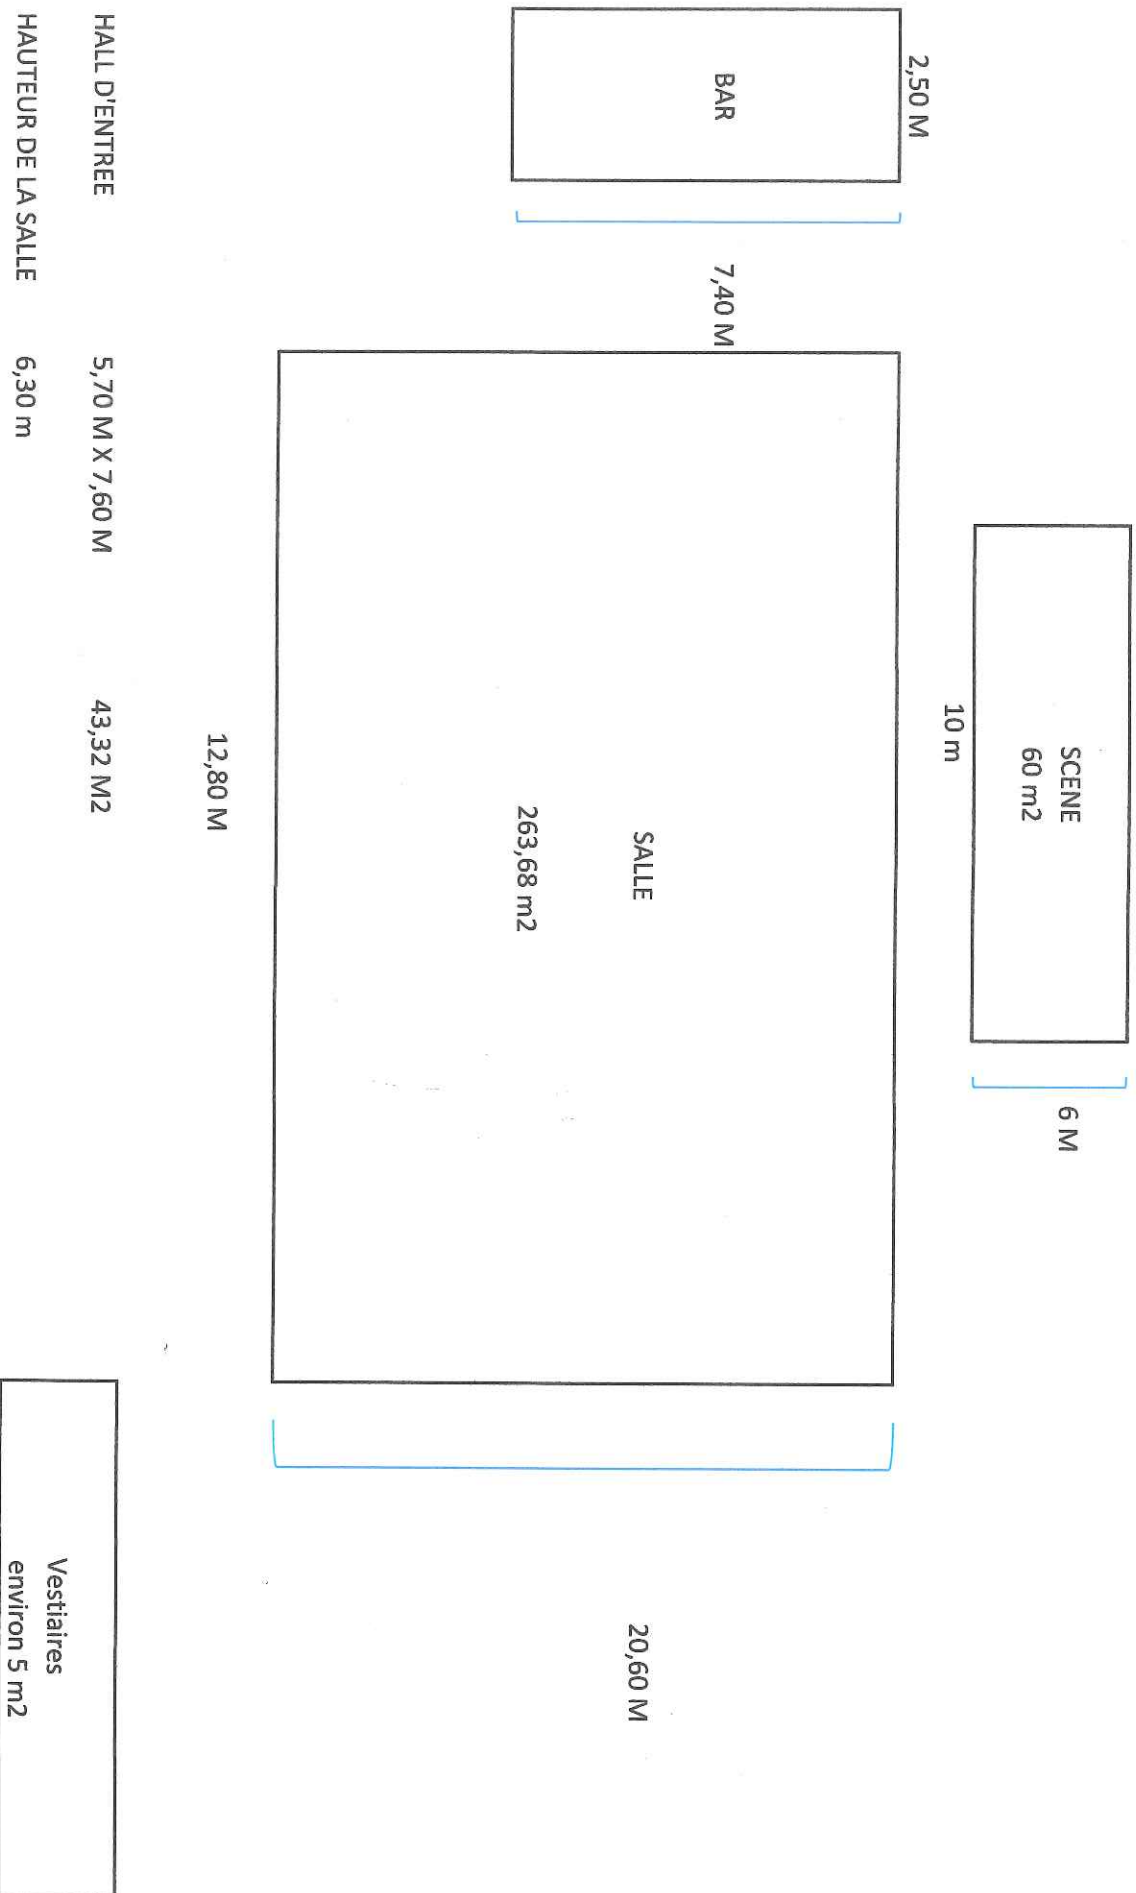 SCENE
60 m2
6 M
10 m
2,50 M
BAR
7,40 M
SALLE
263,68 m2
20,60 M
12,80 M
HALL D'ENTREE 5,70 M X 7,60 M 43,32 M2
HAUTEUR DE LA SALLE 6,30 m
Vestiaires
environ 5 m2